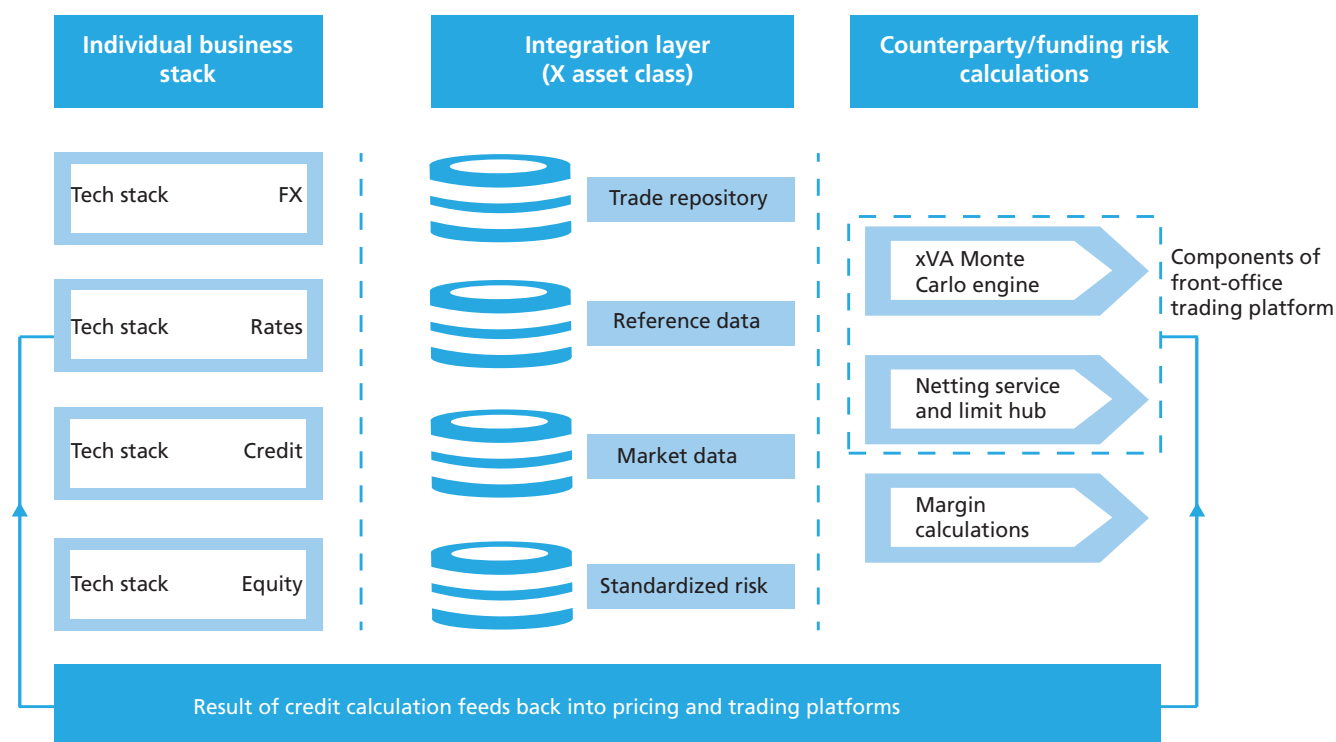 Individual business
stack
Integration layer
(X asset class)
Counterparty/funding risk
calculations
Tech stack FX
Tech stack Rates
Tech stack Credit
Tech stack Equity
Trade repository
Reference data
Market data
Standardized risk
xVA Monte
Carlo engine
Netting service
and limit hub
Margin
calculations
Components of
front-office
trading platform
Result of credit calculation feeds back into pricing and trading platforms